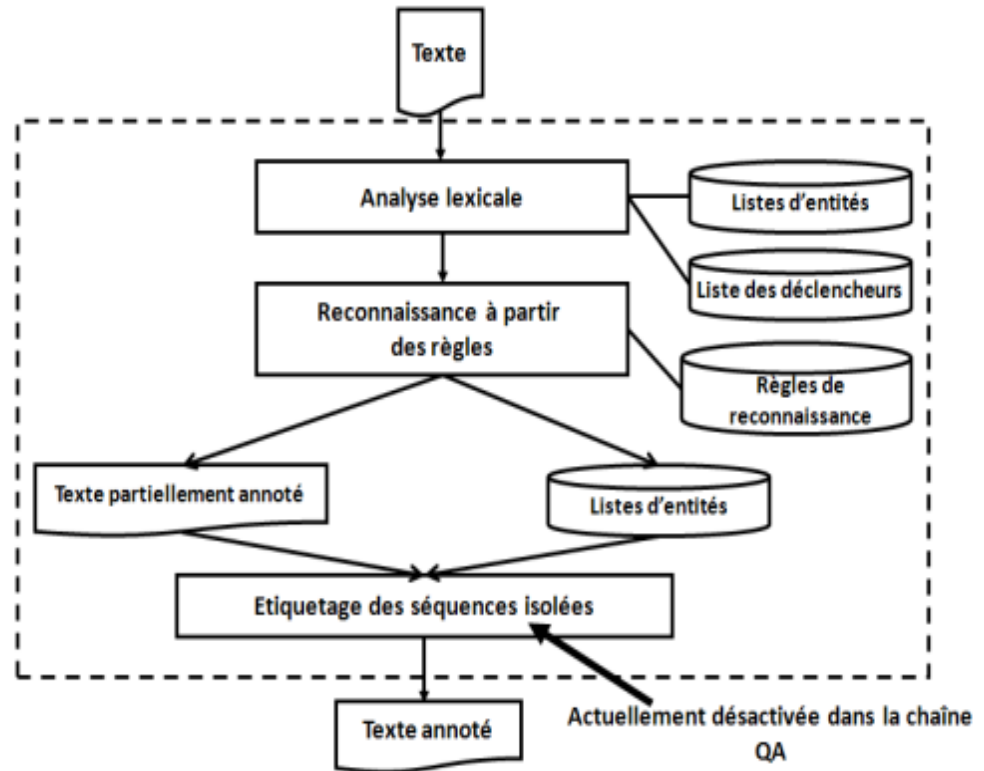 Texte
Analyse lexicale
Listes d'entités
Liste des déclencheurs
Reconnaissance à partir
des règles
Règles de
reconnaissance
Texte partiellement annoté
Listes d'entités
Etiquetage des séquences isolées
Texte annoté
Actuellement désactivée dans la chaîne
QA